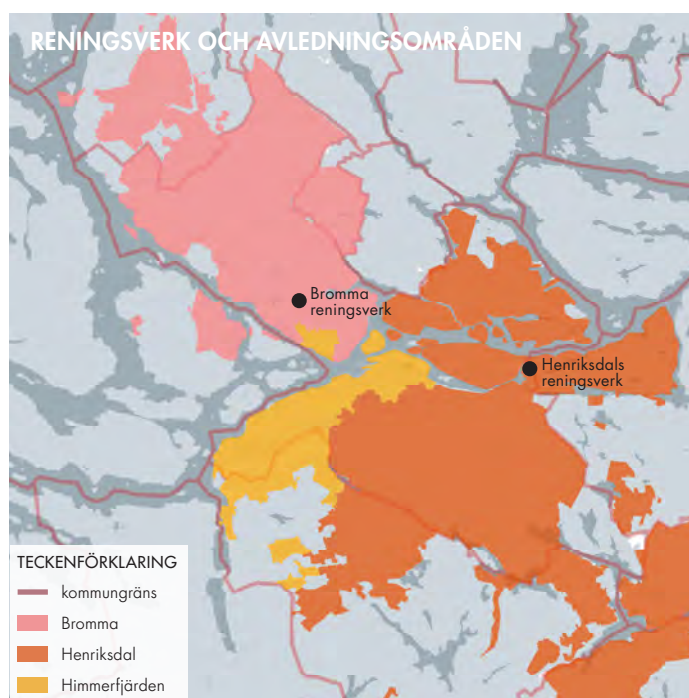 RENINGSVERK OCH AVLEDNINGSOMRÅDEN
Bromma
reningsverk
Henriksdals
reningsverk
TECKENFÖRKLARING
kommungräns
Bromma
Henriksdal
Himmerfjärden